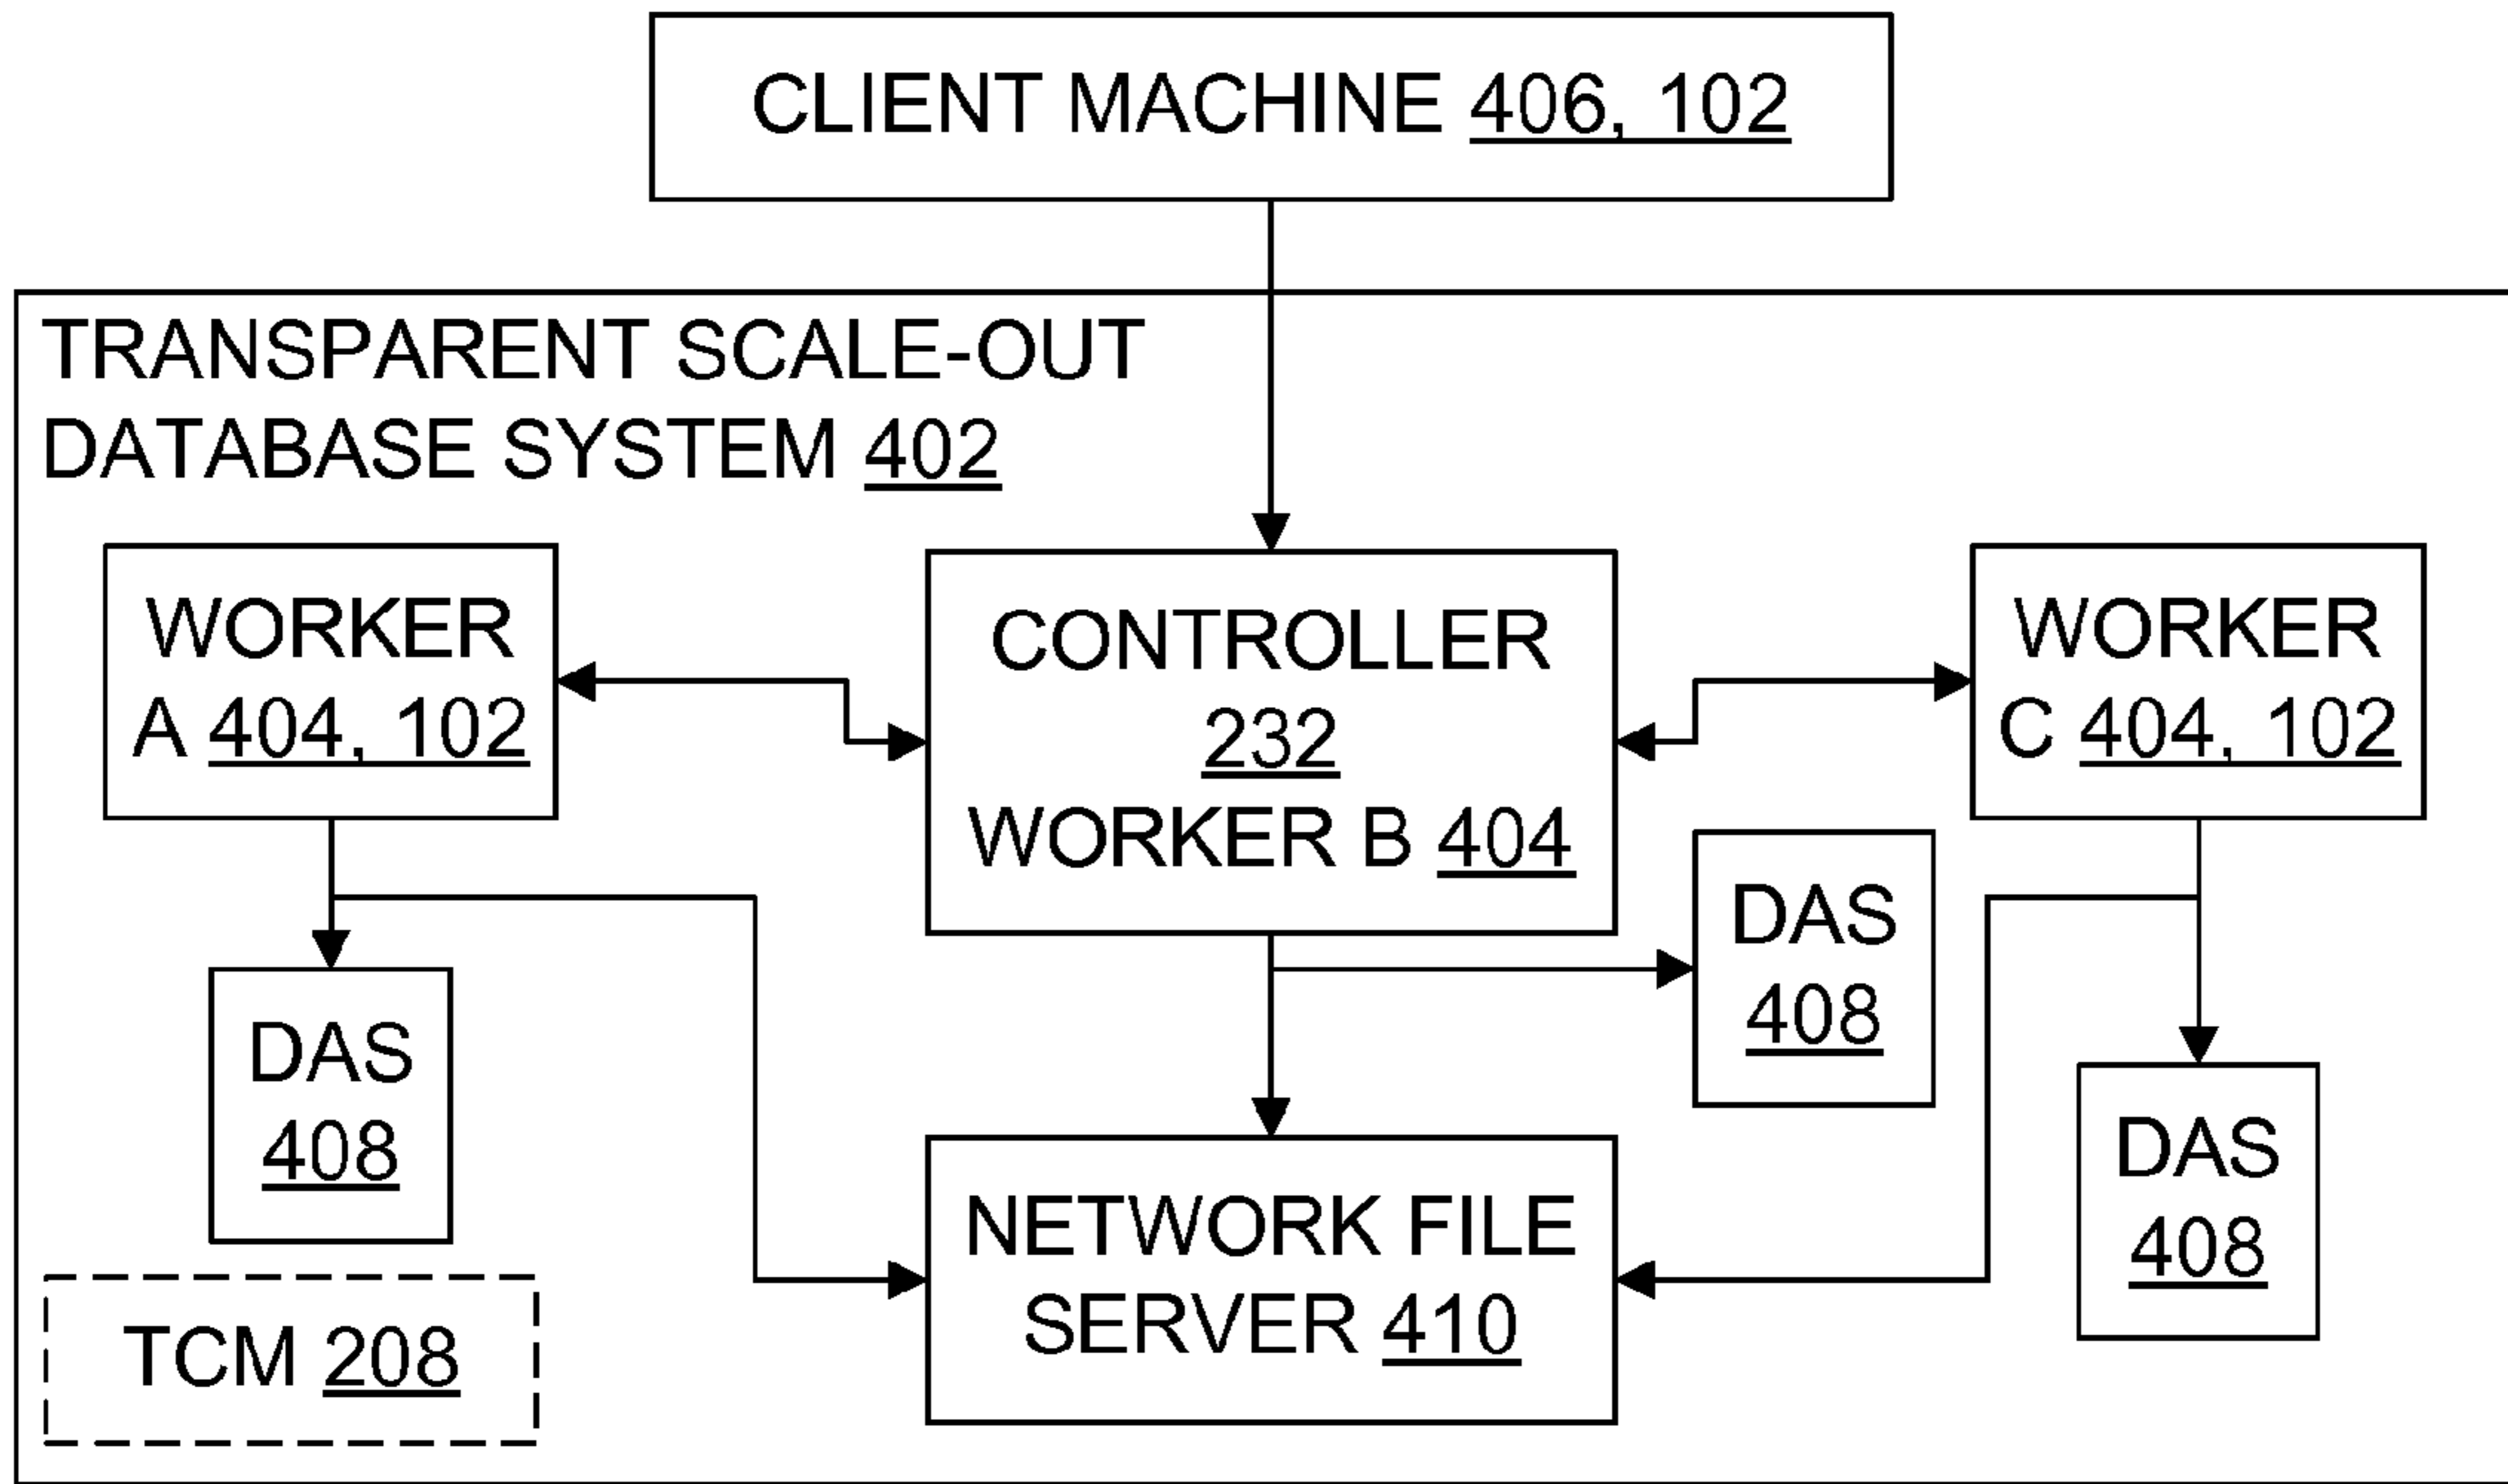 CLIENT MACHINE 406, 102
TRANSPARENT SCALE-OUT
DATABASE SYSTEM 402
WORKER
A 404, 102
CONTROLLER
232
WORKER B 404
WORKER
C 404, 102
DAS
408
DAS
408
DAS
408
NETWORK FILE
SERVER 410
TCM 208